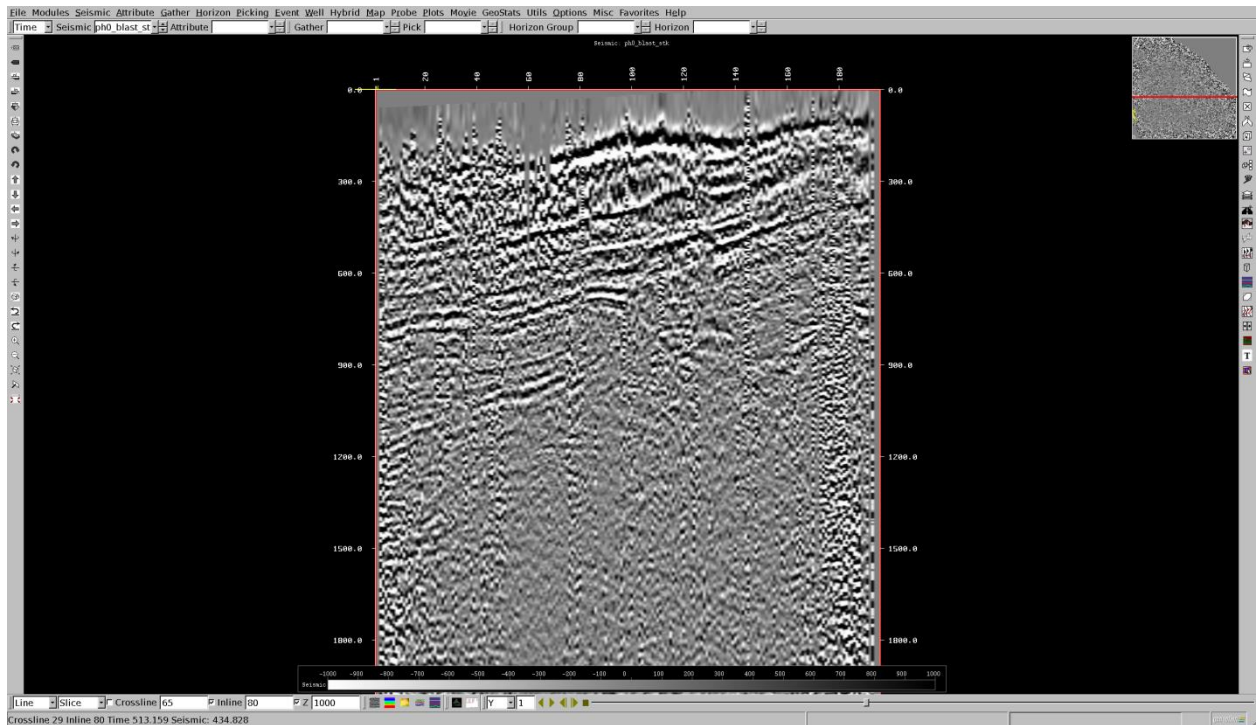 File Modules Seismic Attribute Gather Horizon Picking Event Well Hybrid Map Probe Plots Movie GeoStats Utils Options Misc Favorites Help
Time Seismic ph0_blast_st Attribute Gather Pick Horizon Group Horizon
Seismic: ph0_blast_stk
1 20 40 60 80 100 120 140 160 180
0.0 0.0
300.0 300.0
600.0 600.0
900.0 900.0
1200.0 1200.0
1500.0 1500.0
1800.0 1800.0
-1000 -900 -800 -700 -600 -500 -400 -300 -200 -100 0 100 200 300 400 500 600 700 800 900 1000
Seismic
Line Slice Crossline 65 Inline 80 Z 1000 Y 1
Crossline 29 Inline 80 Time 513.159 Seismic: 434.828